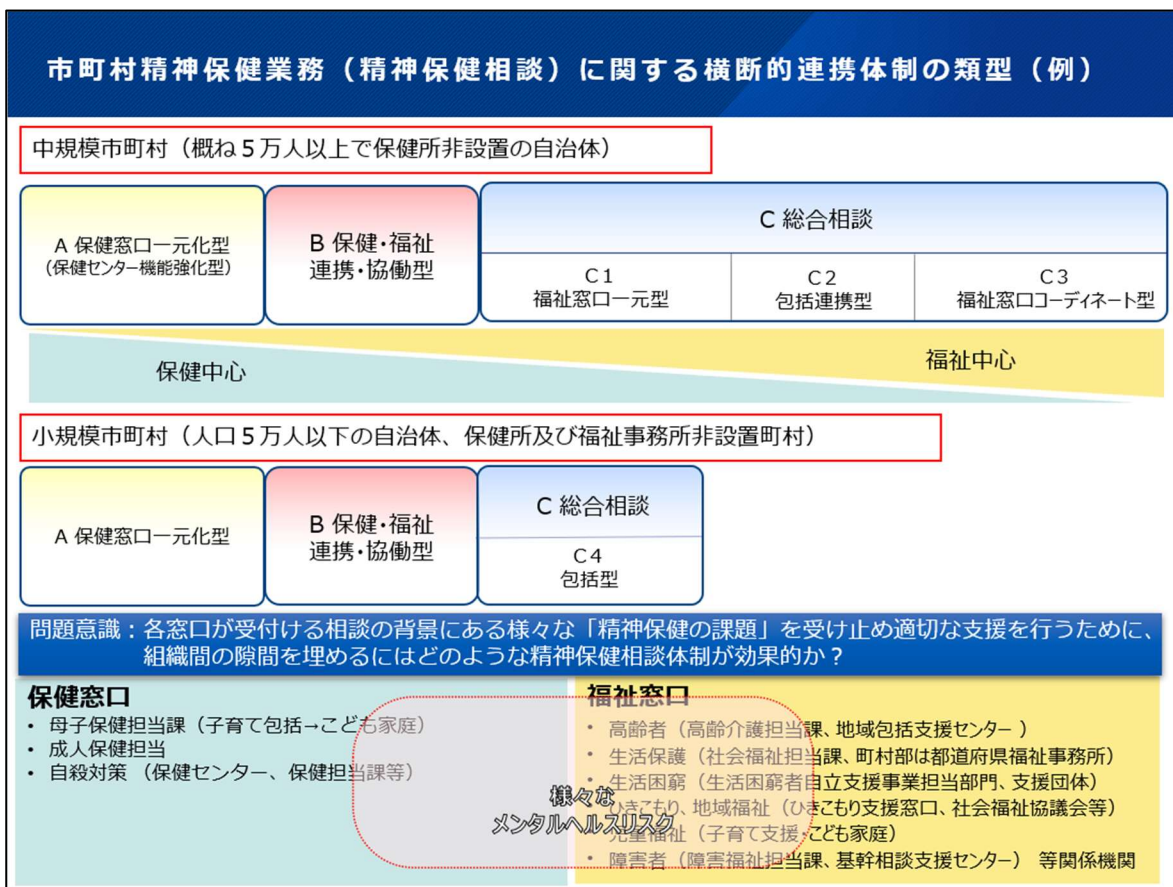 市町村精神保健業務（精神保健相談）に関する横断的連携体制の類型（例）
中規模市町村（概ね５万人以上で保健所非設置の自治体）
A 保健窓口一元化型
（保健センター機能強化型）
B 保健・福祉
連携・協働型
C 総合相談
C1
福祉窓口一元型
C2
包括連携型
C3
福祉窓口コーディネート型
保健中心
福祉中心
小規模市町村（人口５万人以下の自治体、保健所及び福祉事務所非設置町村）
A 保健窓口一元化型
B 保健・福祉
連携・協働型
C 総合相談
C4
包括型
問題意識：各窓口が受付ける相談の背景にある様々な「精神保健の課題」を受け止め適切な支援を行うために、
組織間の隙間を埋めるにはどのような精神保健相談体制が効果的か？
保健窓口
• 母子保健担当課（子育て包括→こども家庭）
• 成人保健担当
• 自殺対策（保健センター、保健担当課等）
福祉窓口
• 高齢者（高齢介護担当課、地域包括支援センター ）
• 生活保護（社会福祉担当課、町村部は都道府県福祉事務所）
• 生活困窮（生活困窮者自立支援事業担当部門、支援団体）
• ひきこもり、地域福祉（ひきこもり支援窓口、社会福祉協議会等）
• 児童福祉（子育て支援・こども家庭）
• 障害者（障害福祉担当課、基幹相談支援センター） 等関係機関
様々な
メンタルヘルスリスク